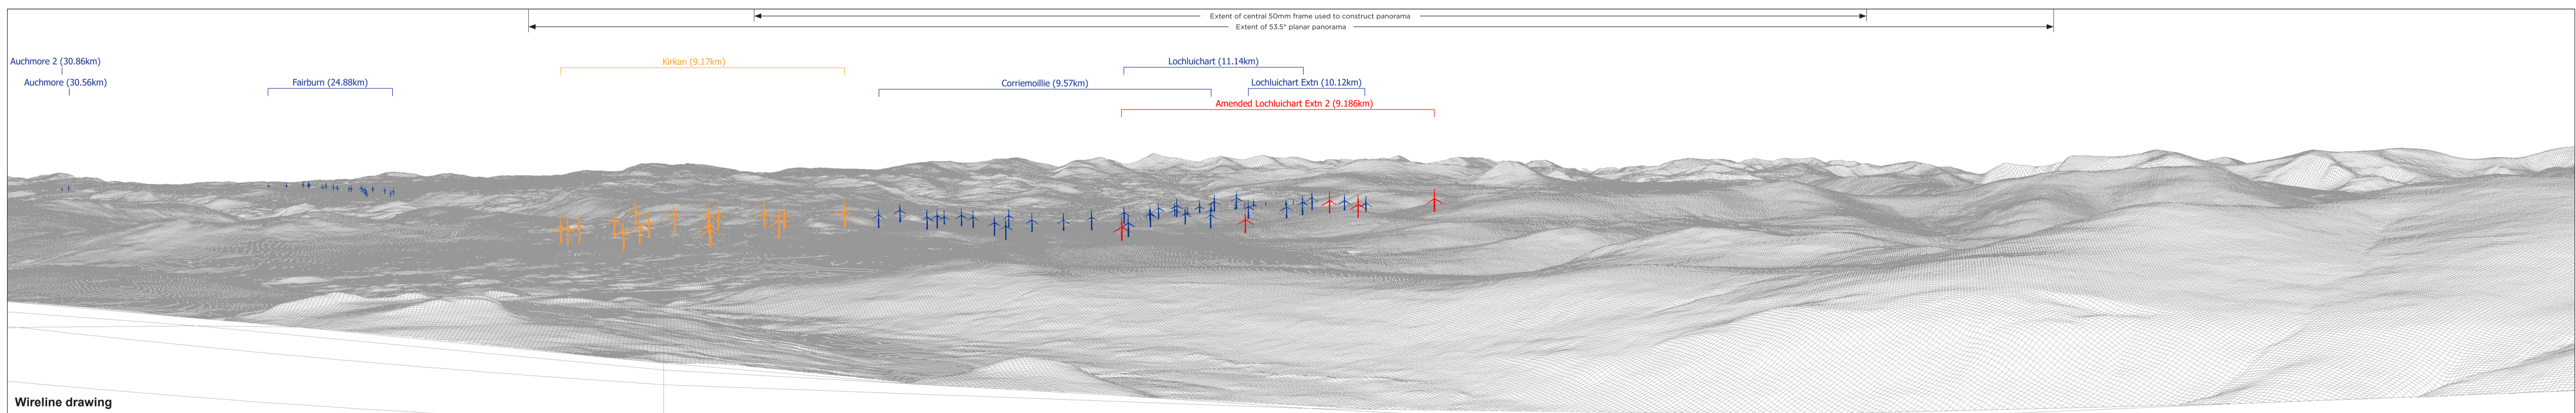 Extent of central 50mm frame used to construct panorama
Extent of 53.5° planar panorama
Auchmore 2 (30.86km)
Auchmore (30.56km)
Fairburn (24.88km)
Kirkan (9.17km)
Corriemoillie (9.57km)
Lochluichart (11.14km)
Lochluichart Extn (10.12km)
Amended Lochluichart Extn 2 (9.186km)
Wireline drawing